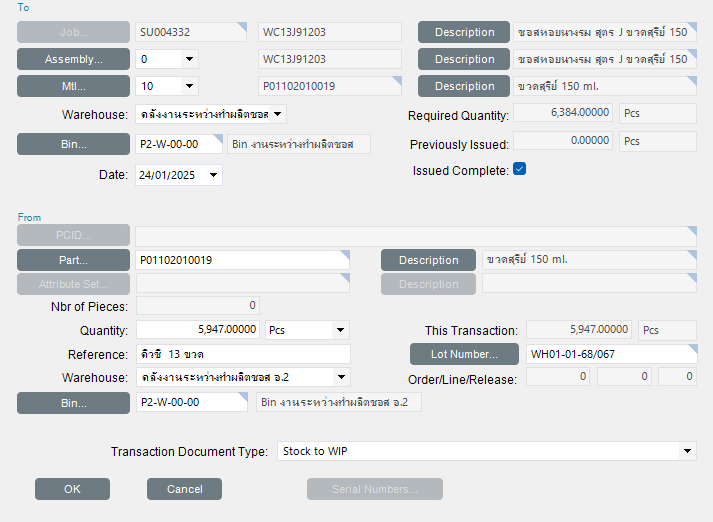 To
Job... SU004332 WC13J91203 Description ซอสหอยนางรม สูตร J ขวดสุรีย์ 150
Assembly... 0 WC13J91203 Description ซอสหอยนางรม สูตร J ขวดสุรีย์ 150
Mtl... 10 P01102010019 Description ขวดสุรีย์ 150 ml.
Warehouse: คลังงานระหว่างทำผลิตซอส Required Quantity: 6,384.00000 Pcs
Bin... P2-W-00-00 Bin งานระหว่างทำผลิตซอส Previously Issued: 0.00000 Pcs
Date: 24/01/2025 Issued Complete:
From
PCID...
Part... P01102010019 Description ขวดสุรีย์ 150 ml.
Attribute Set... Description
Nbr of Pieces: 0
Quantity: 5,947.00000 Pcs This Transaction: 5,947.00000 Pcs
Reference: คิวซี 13 ขวด Lot Number... WH01-01-68/067
Warehouse: คลังงานระหว่างทำผลิตซอส อ.2 Order/Line/Release: 0 0 0
Bin... P2-W-00-00 Bin งานระหว่างทำผลิตซอส อ.2
Transaction Document Type: Stock to WIP
OK Cancel Serial Numbers...